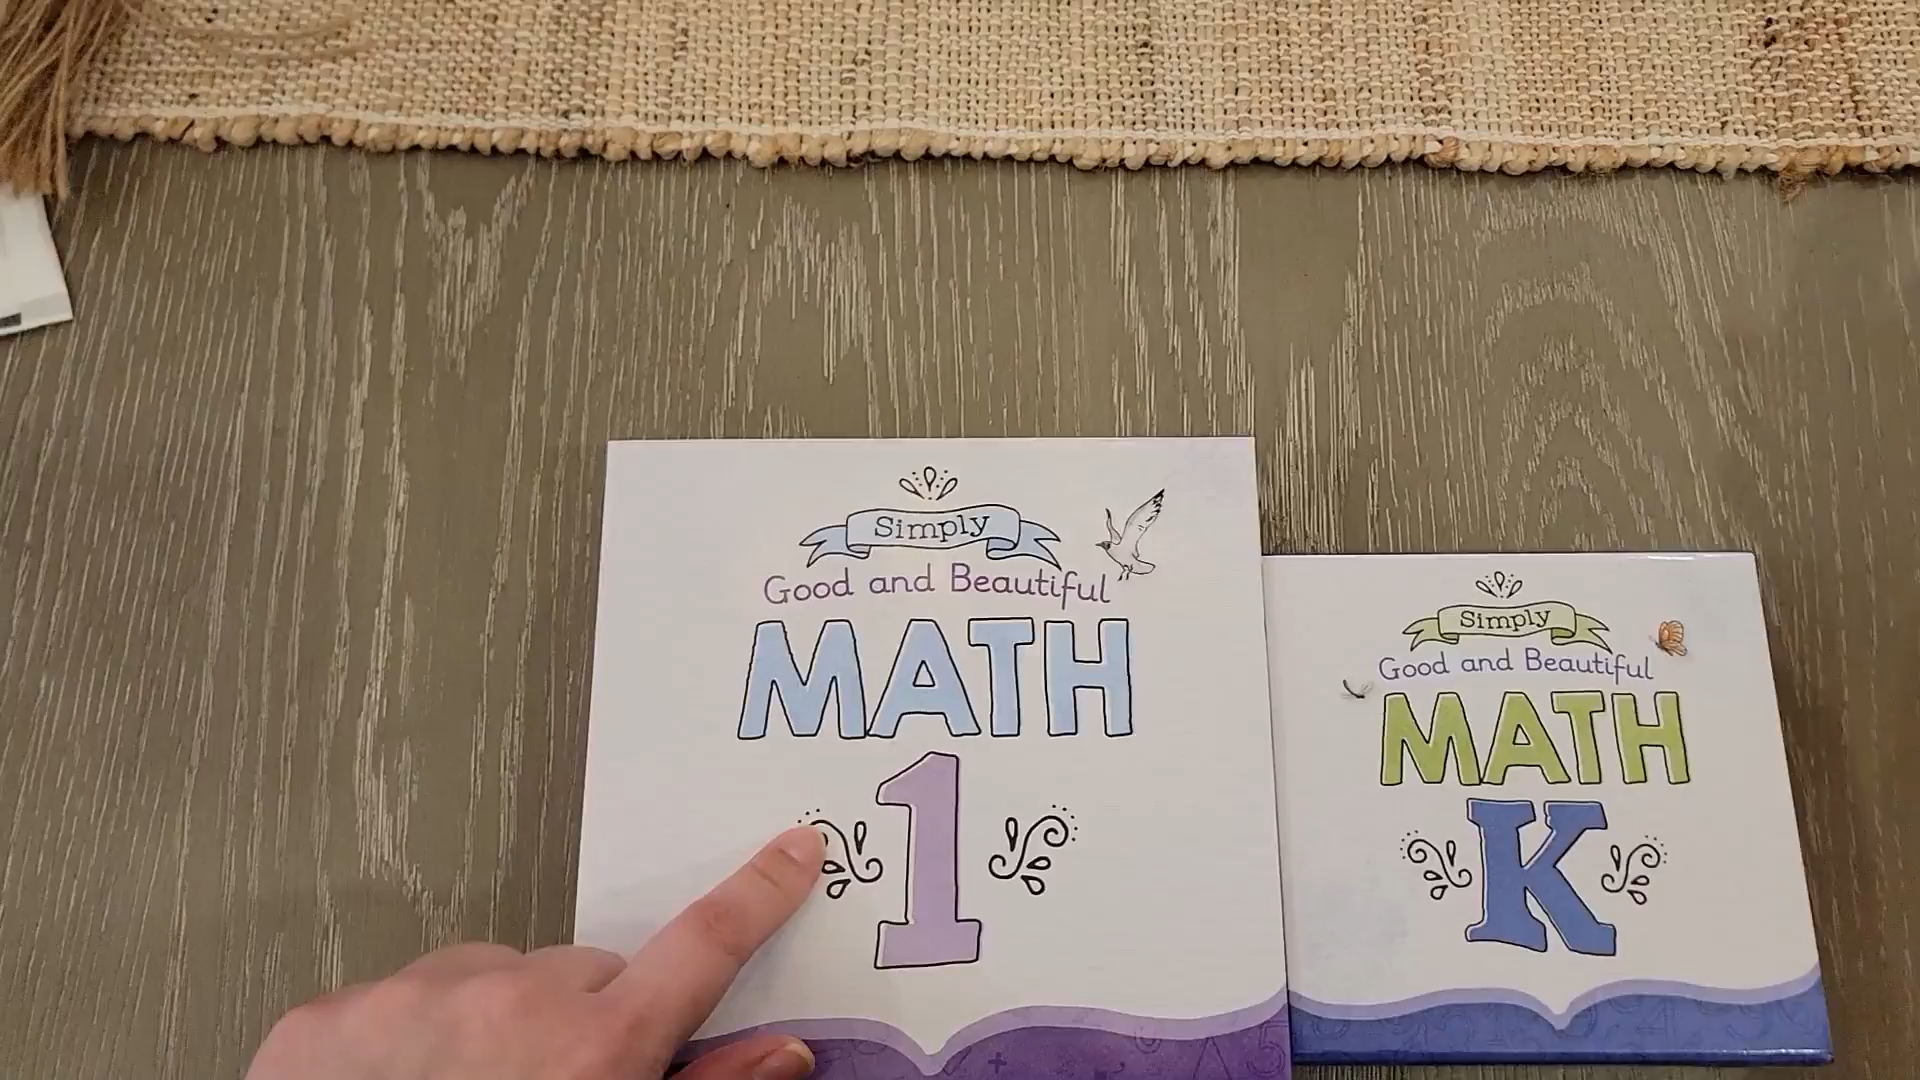 Simply
Good and Beautiful
MATH
1
Simply
Good and Beautiful
MATH
K